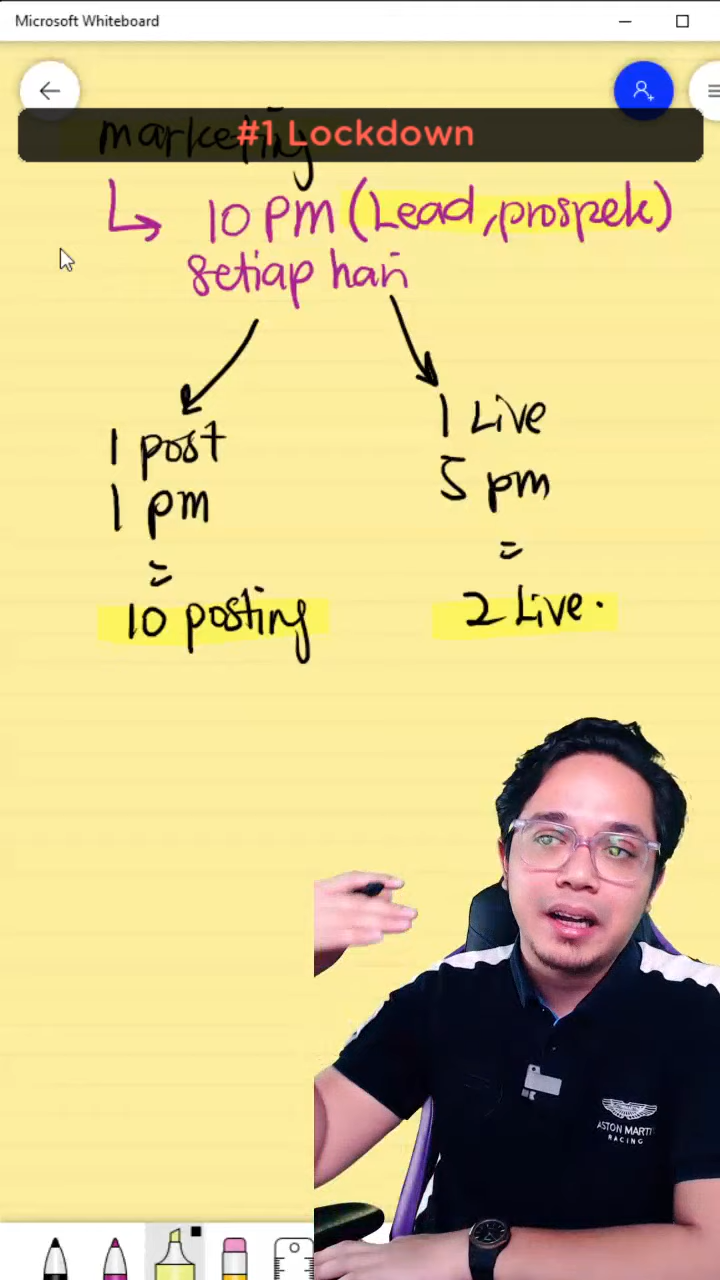 Microsoft Whiteboard
marketing
#1 Lockdown
10 pm (Lead, prospek)
setiap hari
1 post
1 pm
=
10 posting
1 Live
5 pm
=
2 Live.
ASTON MARTI
RACING